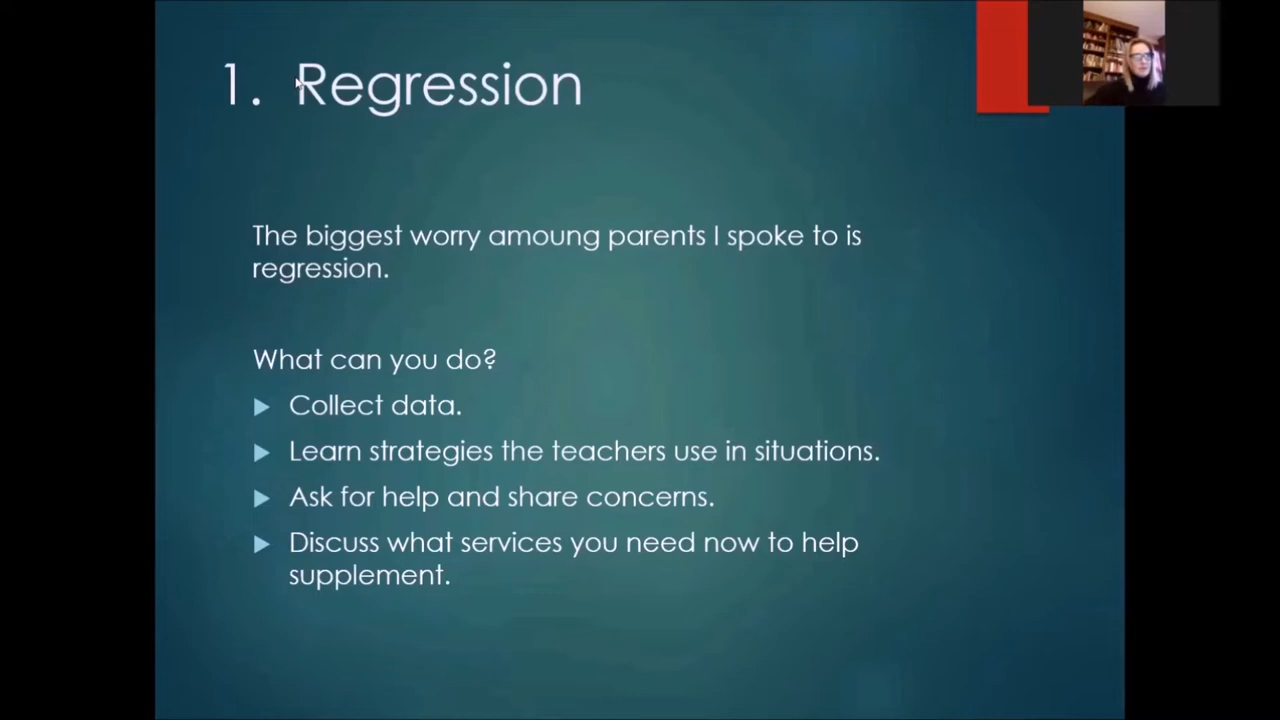 1. Regression
The biggest worry amoung parents I spoke to is
regression.
What can you do?
Collect data.
Learn strategies the teachers use in situations.
Ask for help and share concerns.
Discuss what services you need now to help
supplement.